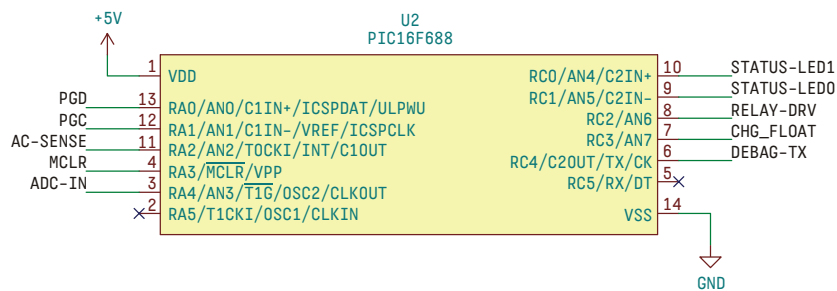 +5V
U2
PIC16F688
1 VDD
PGD 13 RA0/AN0/C1IN+/ICSPDAT/ULPWU
PGC 12 RA1/AN1/C1IN-/VREF/ICSPCLK
AC-SENSE 11 RA2/AN2/T0CKI/INT/C1OUT
MCLR 4 RA3/MCLR/VPP
ADC-IN 3 RA4/AN3/T1G/OSC2/CLKOUT
2 RA5/T1CKI/OSC1/CLKIN
RC0/AN4/C2IN+ 10 STATUS-LED1
RC1/AN5/C2IN- 9 STATUS-LED0
RC2/AN6 8 RELAY-DRV
RC3/AN7 7 CHG_FLOAT
RC4/C2OUT/TX/CK 6 DEBAG-TX
RC5/RX/DT 5
VSS 14
GND